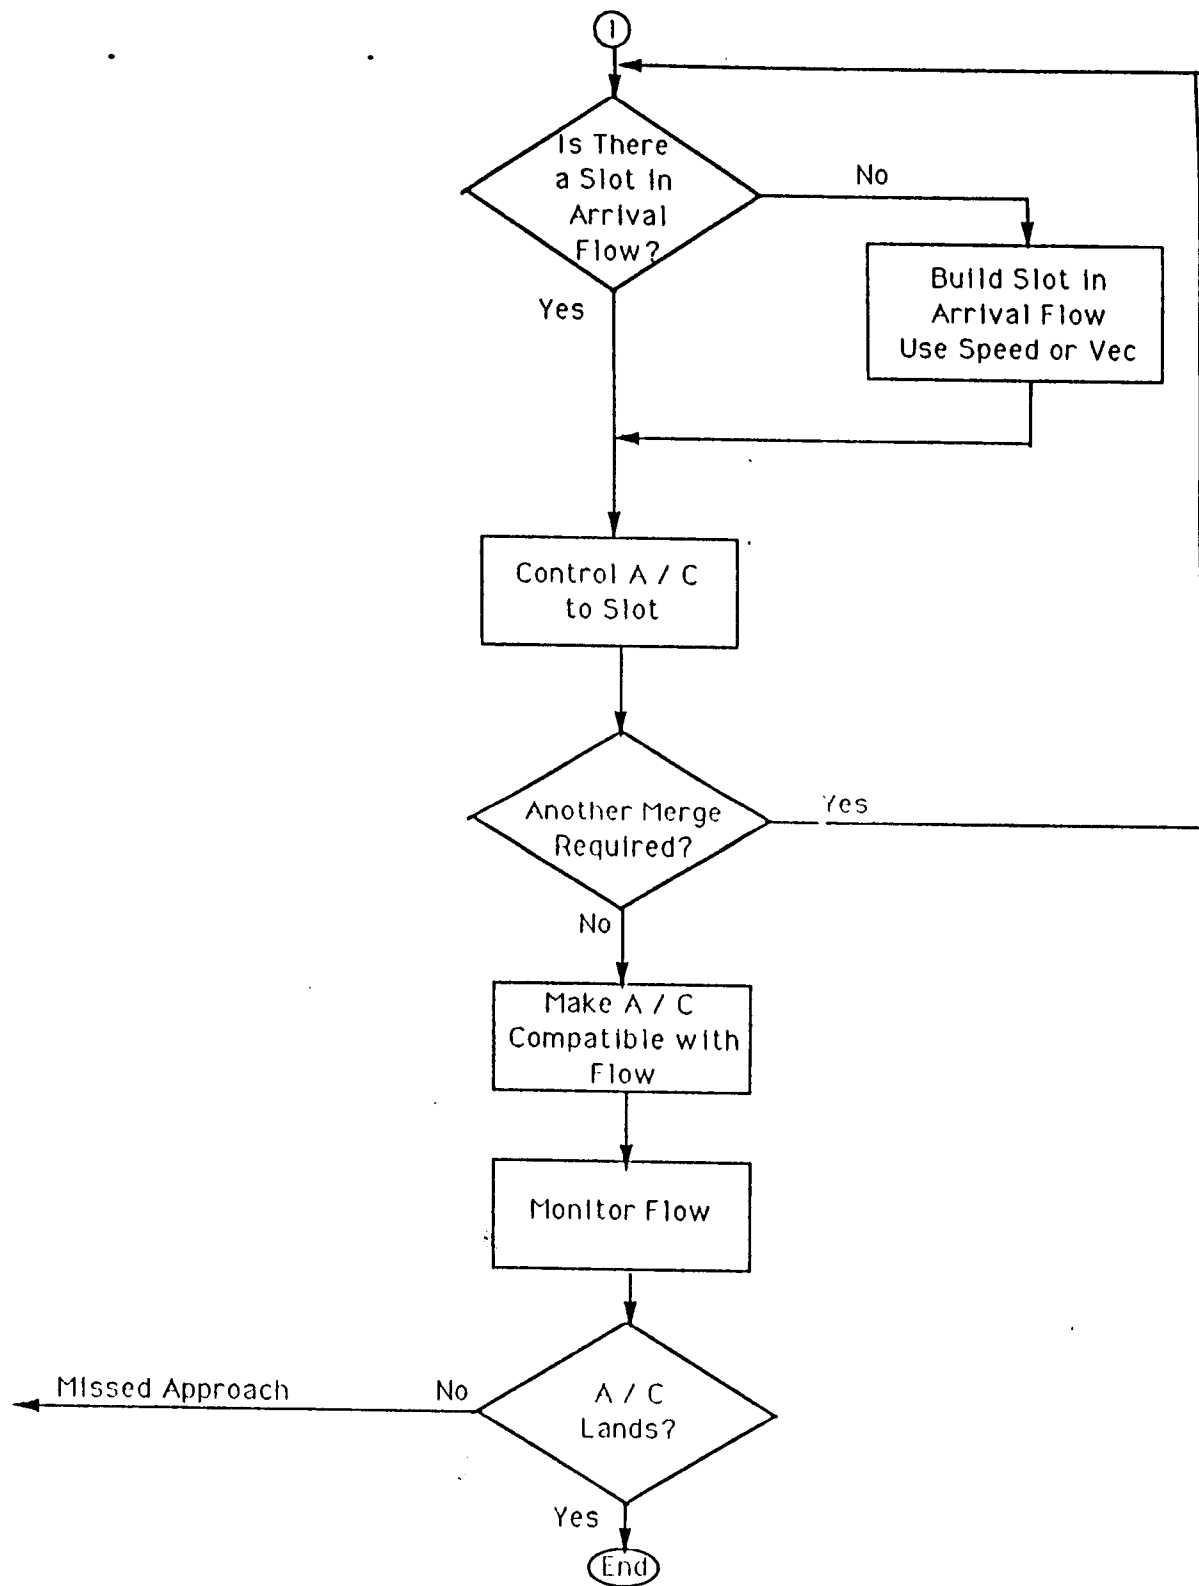 1
Is There
a Slot in
Arrival
Flow?
No
Yes
Build Slot in
Arrival Flow
Use Speed or Vec
Control A / C
to Slot
Another Merge
Required?
Yes
No
Make A / C
Compatible with
Flow
Monitor Flow
A / C
Lands?
No
Missed Approach
Yes
End